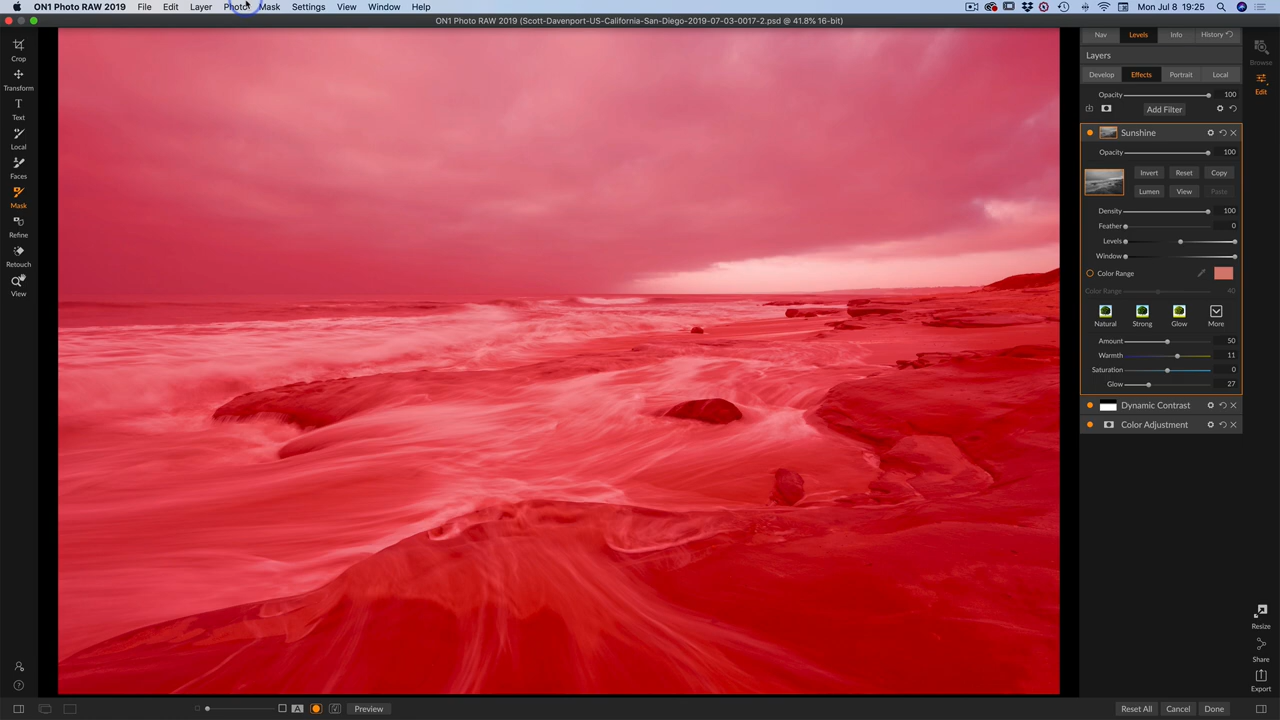 ON1 Photo RAW 2019 File Edit Layer Photo Mask Settings View Window Help Mon Jul 8 19:25
ON1 Photo RAW 2019 (Scott-Davenport-US-California-San-Diego-2019-07-03-0017-2.psd @ 41.8% 16-bit)
Crop
Transform
Text
Local
Faces
Mask
Refine
Retouch
View
Nav Levels Info History
Layers
Develop Effects Portrait Local
Opacity 100
Add Filter
Sunshine
Opacity 100
Invert Reset Copy
Lumen View Paste
Density 100
Feather 0
Levels
Window
Color Range
Color Range 40
Natural Strong Glow More
Amount 50
Warmth 11
Saturation 0
Glow 27
Dynamic Contrast
Color Adjustment
Browse
Edit
Resize
Share
Export
A Preview
Reset All Cancel Done